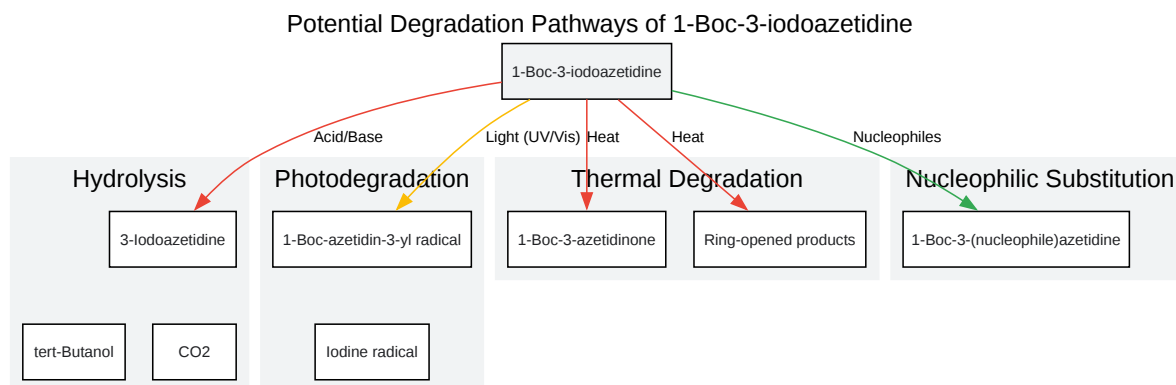 Potential Degradation Pathways of 1-Boc-3-iodoazetidine
1-Boc-3-iodoazetidine
Acid/Base
Light (UV/Vis)
Heat
Heat
Nucleophiles
Hydrolysis
Photodegradation
Thermal Degradation
Nucleophilic Substitution
3-Iodoazetidine
1-Boc-azetidin-3-yl radical
1-Boc-3-azetidinone
Ring-opened products
1-Boc-3-(nucleophile)azetidine
tert-Butanol
CO2
Iodine radical